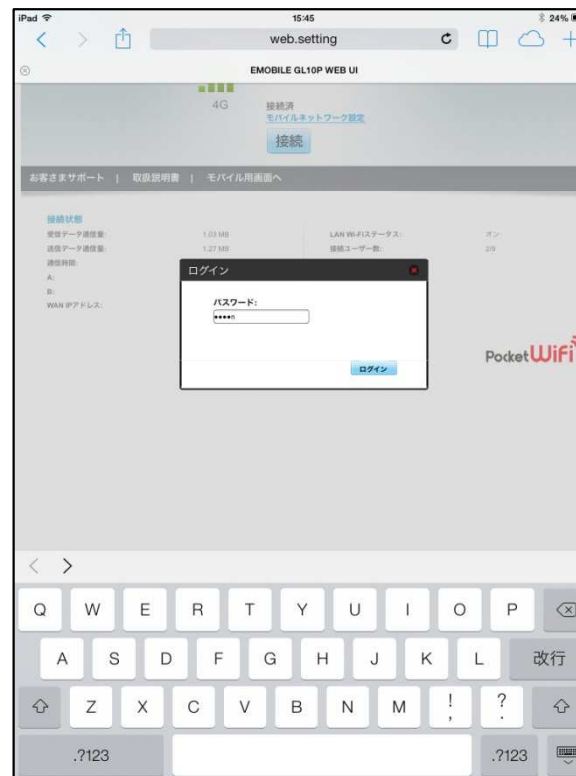 iPad 15:45 24%
web.setting
EMOBILE GL10P WEB UI
4G
接続済
モバイルネットワーク設定
接続
お客さまサポート | 取扱説明書 | モバイル用画面へ
接続状態
受信データ通信量: 1.03 MB LAN Wi-Fiステータス: オン
送信データ通信量: 1.27 MB 接続ユーザー数: 2/9
通信時間:
A:
B:
WAN IPアドレス:
ログイン
パスワード:
••••n
ログイン
Pocket WiFi
Q W E R T Y U I O P
A S D F G H J K L 改行
Z X C V B N M ! , ? .
.?123 .?123